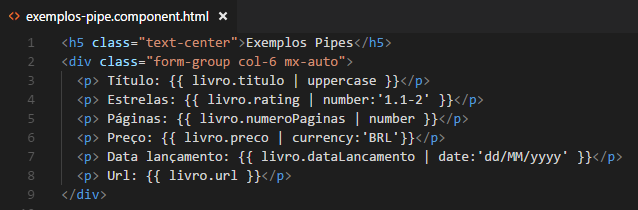 exemplos-pipe.component.html
1 <h5 class="text-center">Exemplos Pipes</h5>
2 <div class="form-group col-6 mx-auto">
3 <p> Título: {{ livro.titulo | uppercase }}</p>
4 <p> Estrelas: {{ livro.rating | number:'1.1-2' }}</p>
5 <p> Páginas: {{ livro.numeroPaginas | number }}</p>
6 <p> Preço: {{ livro.preco | currency:'BRL'}}</p>
7 <p> Data lançamento: {{ livro.dataLancamento | date:'dd/MM/yyyy' }}</p>
8 <p> Url: {{ livro.url }}</p>
9 </div>